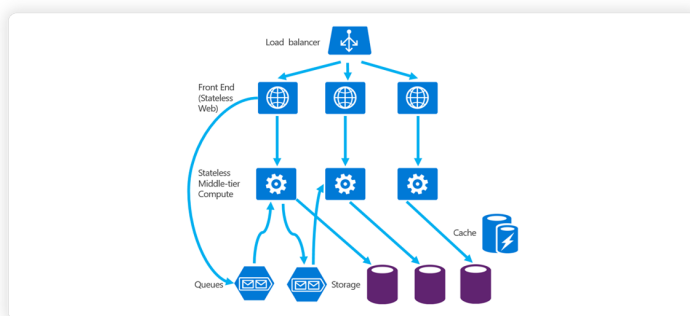 Load balancer
Front End
(Stateless
Web)
Stateless
Middle-tier
Compute
Cache
Queues
Storage